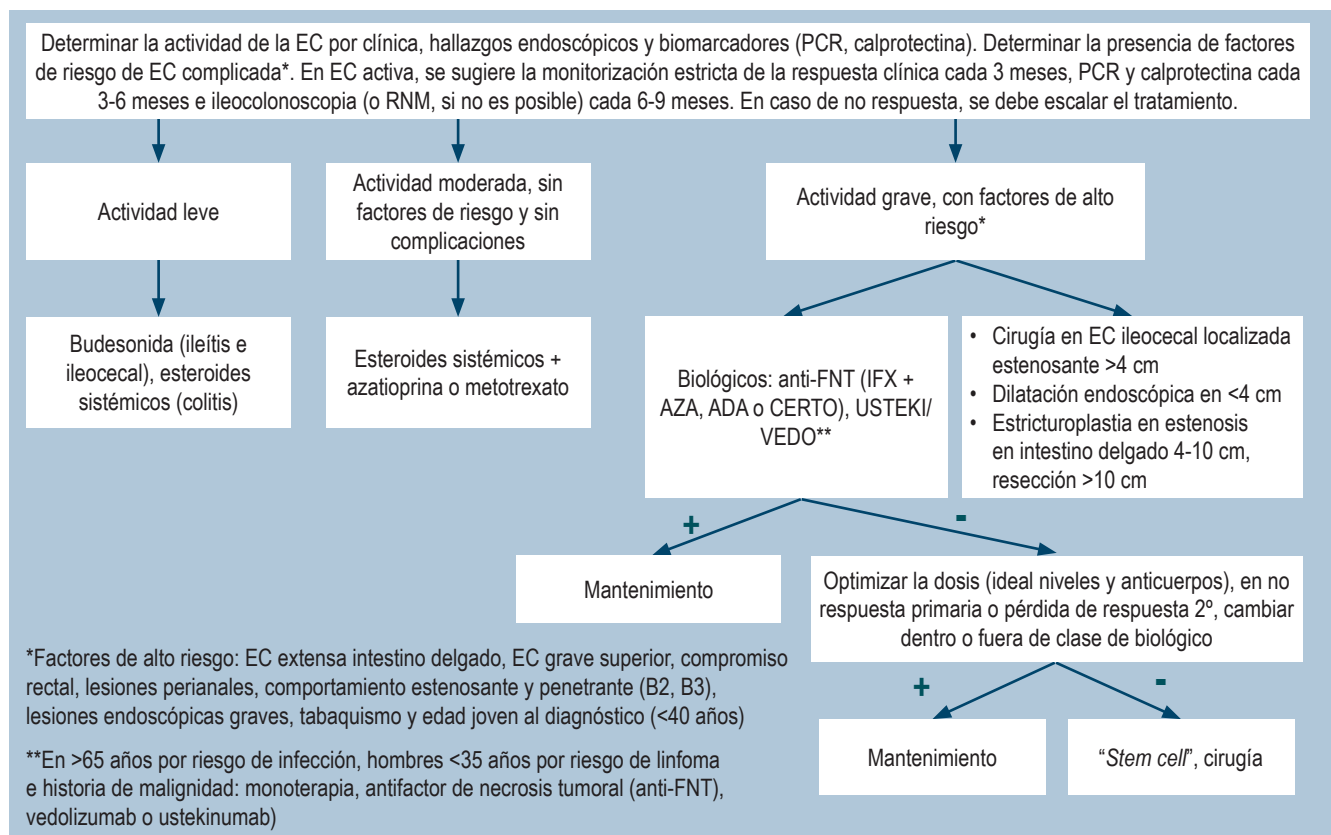 Determinar la actividad de la EC por clínica, hallazgos endoscópicos y biomarcadores (PCR, calprotectina). Determinar la presencia de factores
de riesgo de EC complicada*. En EC activa, se sugiere la monitorización estricta de la respuesta clínica cada 3 meses, PCR y calprotectina cada
3-6 meses e ileocolonoscopia (o RNM, si no es posible) cada 6-9 meses. En caso de no respuesta, se debe escalar el tratamiento.
Actividad leve
Actividad moderada, sin
factores de riesgo y sin
complicaciones
Actividad grave, con factores de alto
riesgo*
Budesonida (ileítis e
ileocecal), esteroides
sistémicos (colitis)
Esteroides sistémicos +
azatioprina o metotrexato
Biológicos: anti-FNT (IFX +
AZA, ADA o CERTO), USTEKI/
VEDO**
• Cirugía en EC ileocecal localizada
estenosante >4 cm
• Dilatación endoscópica en <4 cm
• Estricturoplastia en estenosis
en intestino delgado 4-10 cm,
resección >10 cm
+
-
Mantenimiento
Optimizar la dosis (ideal niveles y anticuerpos), en no
respuesta primaria o pérdida de respuesta 2º, cambiar
dentro o fuera de clase de biológico
+
-
Mantenimiento
“Stem cell”, cirugía
*Factores de alto riesgo: EC extensa intestino delgado, EC grave superior, compromiso
rectal, lesiones perianales, comportamiento estenosante y penetrante (B2, B3),
lesiones endoscópicas graves, tabaquismo y edad joven al diagnóstico (<40 años)
**En >65 años por riesgo de infección, hombres <35 años por riesgo de linfoma
e historia de malignidad: monoterapia, antifactor de necrosis tumoral (anti-FNT),
vedolizumab o ustekinumab)